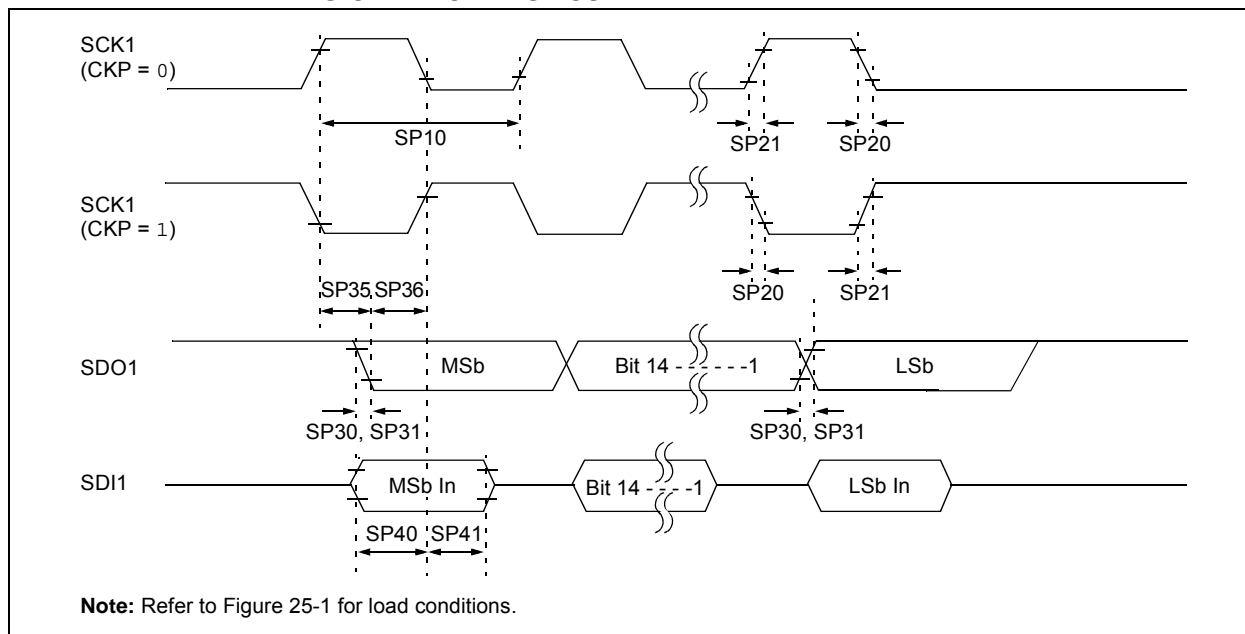 SCK1
(CKP = 0)
SP10
SP21
SP20
SCK1
(CKP = 1)
SP35
SP36
SP20
SP21
SDO1
MSb
Bit 14 - - - - - -1
LSb
SP30, SP31
SP30, SP31
SDI1
MSb In
Bit 14 - - - -1
LSb In
SP40
SP41
Note: Refer to Figure 25-1 for load conditions.